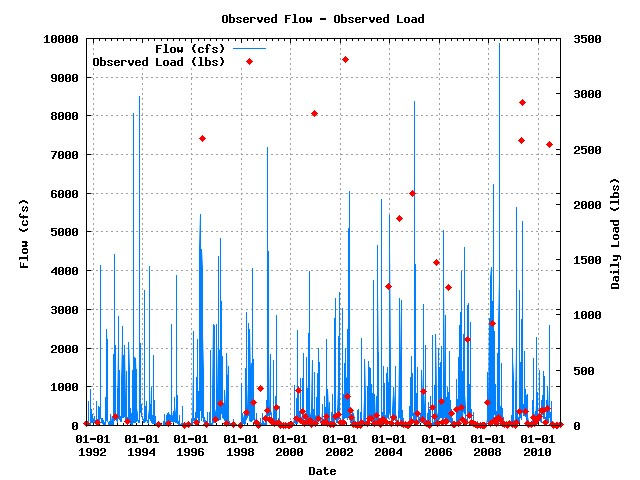 Observed Flow - Observed Load
Flow (cfs)
Observed Load (lbs)
10000
9000
8000
7000
6000
5000
4000
3000
2000
1000
0
Flow (cfs)
3500
3000
2500
2000
1500
1000
500
0
Daily Load (lbs)
01-01 01-01 01-01 01-01 01-01 01-01 01-01 01-01 01-01 01-01
1992 1994 1996 1998 2000 2002 2004 2006 2008 2010
Date